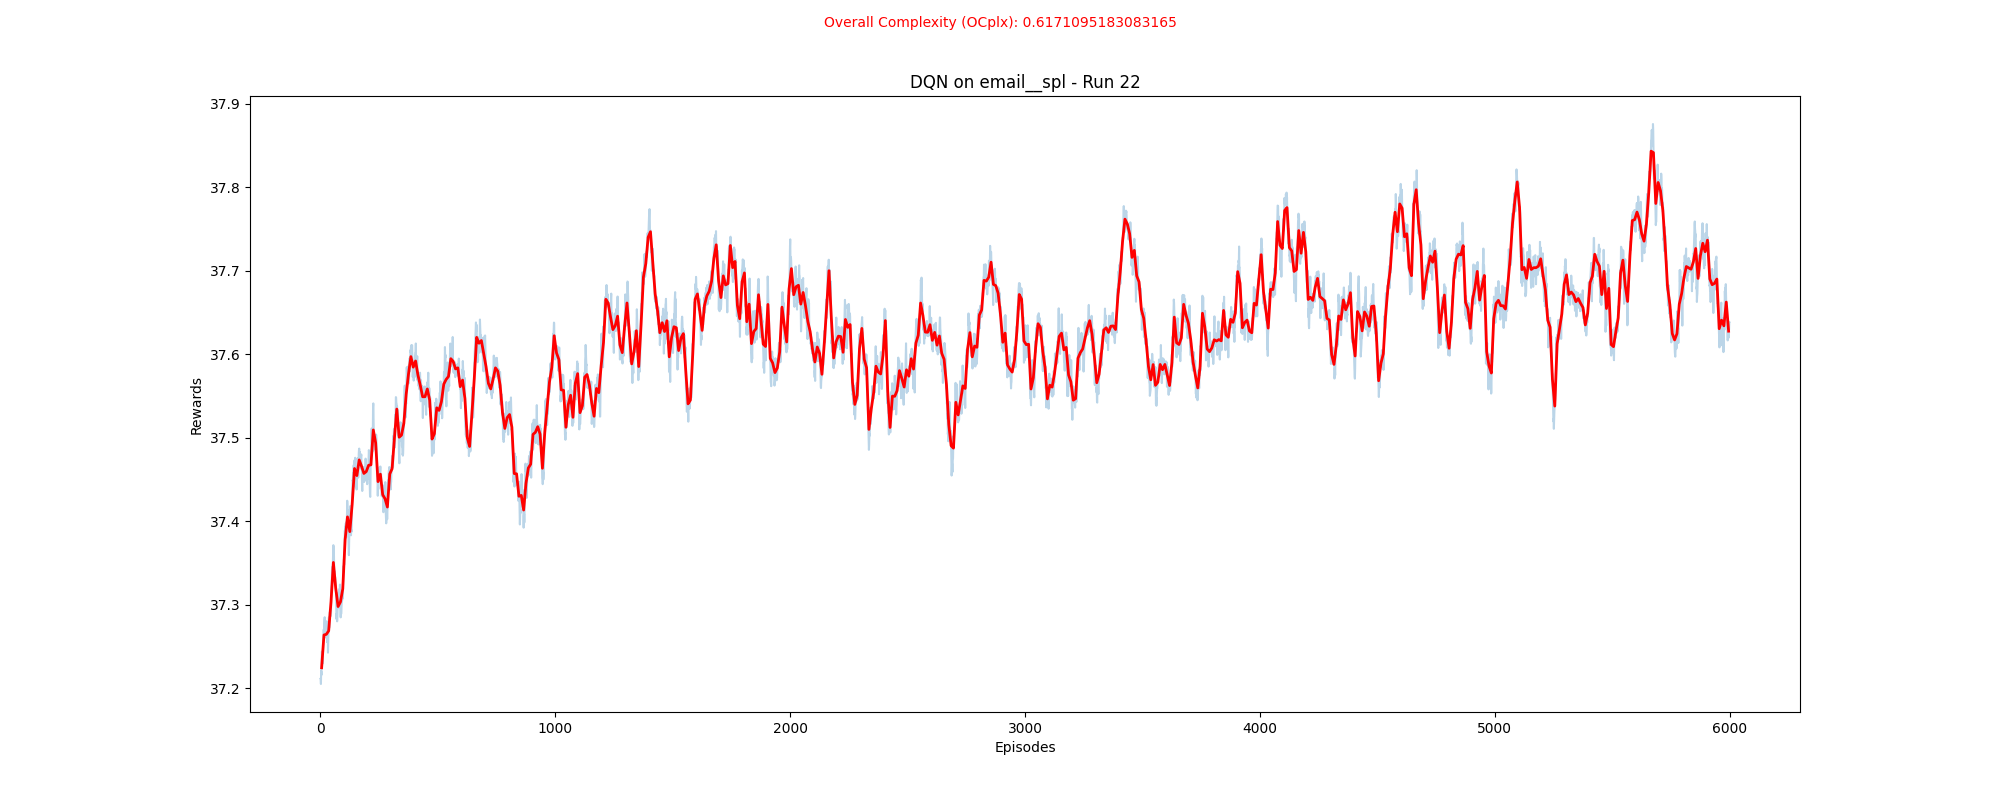 Overall Complexity (OCplx): 0.6171095183083165
DQN on email__spl - Run 22
37.9
37.8
37.7
37.6
37.5
37.4
37.3
37.2
Rewards
0 1000 2000 3000 4000 5000 6000
Episodes